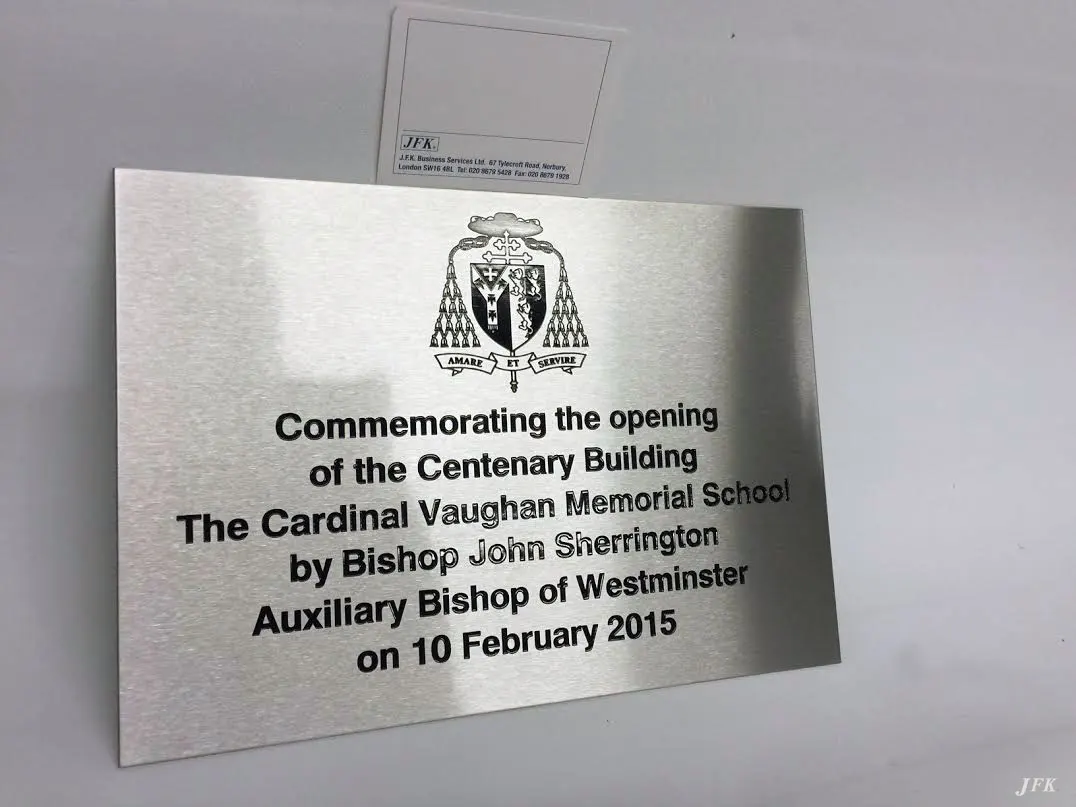 JFK.
J.F.K. Business Services Ltd. 67 Tylecroft Road, Norbury,
London SW16 4BL Tel: 020 8679 5428 Fax: 020 8679 1928
AMARE ET SERVIRE
Commemorating the opening
of the Centenary Building
The Cardinal Vaughan Memorial School
by Bishop John Sherrington
Auxiliary Bishop of Westminster
on 10 February 2015
JFK